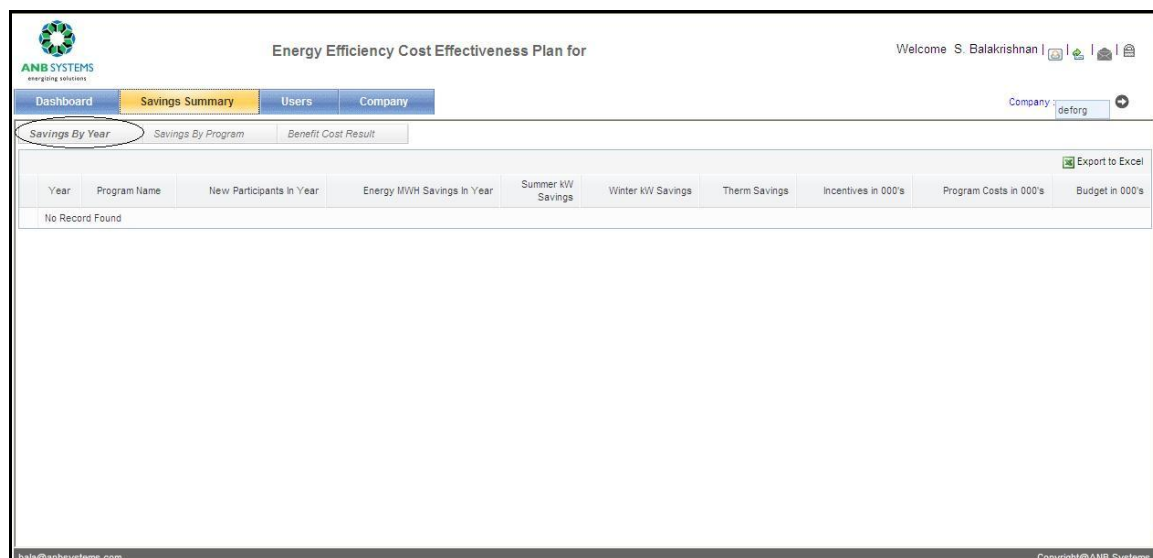 ANB SYSTEMS
energizing solutions
Energy Efficiency Cost Effectiveness Plan for
Welcome S. Balakrishnan | | | |
Dashboard Savings Summary Users Company
Company : deforg
Savings By Year Savings By Program Benefit Cost Result
Export to Excel
Year Program Name New Participants In Year Energy MWH Savings In Year Summer kW Savings Winter kW Savings Therm Savings Incentives in 000's Program Costs in 000's Budget in 000's
No Record Found
bala@anbsystems.com Copyright@ANB Systems